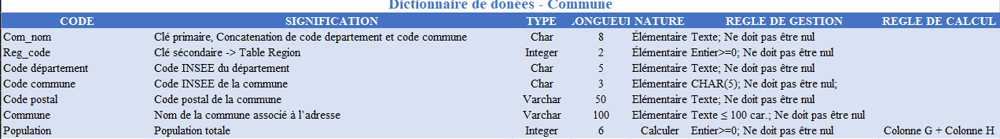 Dictionnaire de donées - Commune
CODE SIGNIFICATION TYPE LONGUEUI NATURE REGLE DE GESTION REGLE DE CALCUL
Com_nom Clé primaire, Concatenation de code departement et code commune Char 8 Élémentaire Texte; Ne doit pas être nul
Reg_code Clé sécondaire -> Table Region Integer 2 Élémentaire Entier>=0; Ne doit pas être nul
Code département Code INSEE du département Char 5 Elémentaire Texte; Ne doit pas être nul
Code commune Code INSEE de la commune Char 3 Elémentaire CHAR(5); Ne doit pas être nul;
Code postal Code postal de la commune Varchar 50 Elémentaire Texte; Ne doit pas être nul
Commune Nom de la commune associé à l’adresse Varchar 100 Elémentaire Texte ≤ 100 car.; Ne doit pas être nul
Population Population totale Integer 6 Calculer Entier>=0; Ne doit pas être nul Colonne G + Colonne H